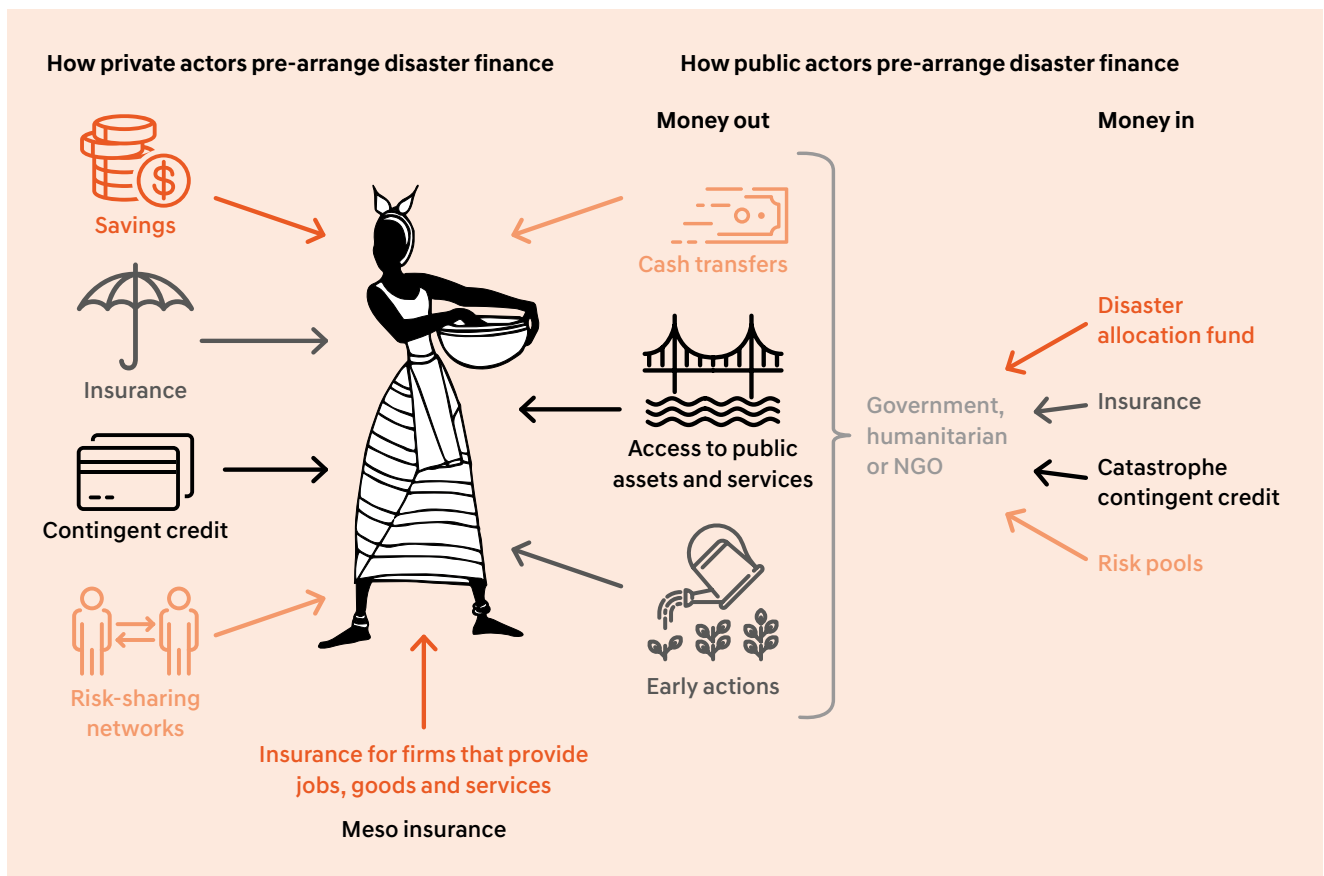 How private actors pre-arrange disaster finance
Savings
Insurance
Contingent credit
Risk-sharing
networks
Insurance for firms that provide
jobs, goods and services
Meso insurance
How public actors pre-arrange disaster finance
Money out
Cash transfers
Access to public
assets and services
Early actions
Government,
humanitarian
or NGO
Money in
Disaster
allocation fund
Insurance
Catastrophe
contingent credit
Risk pools